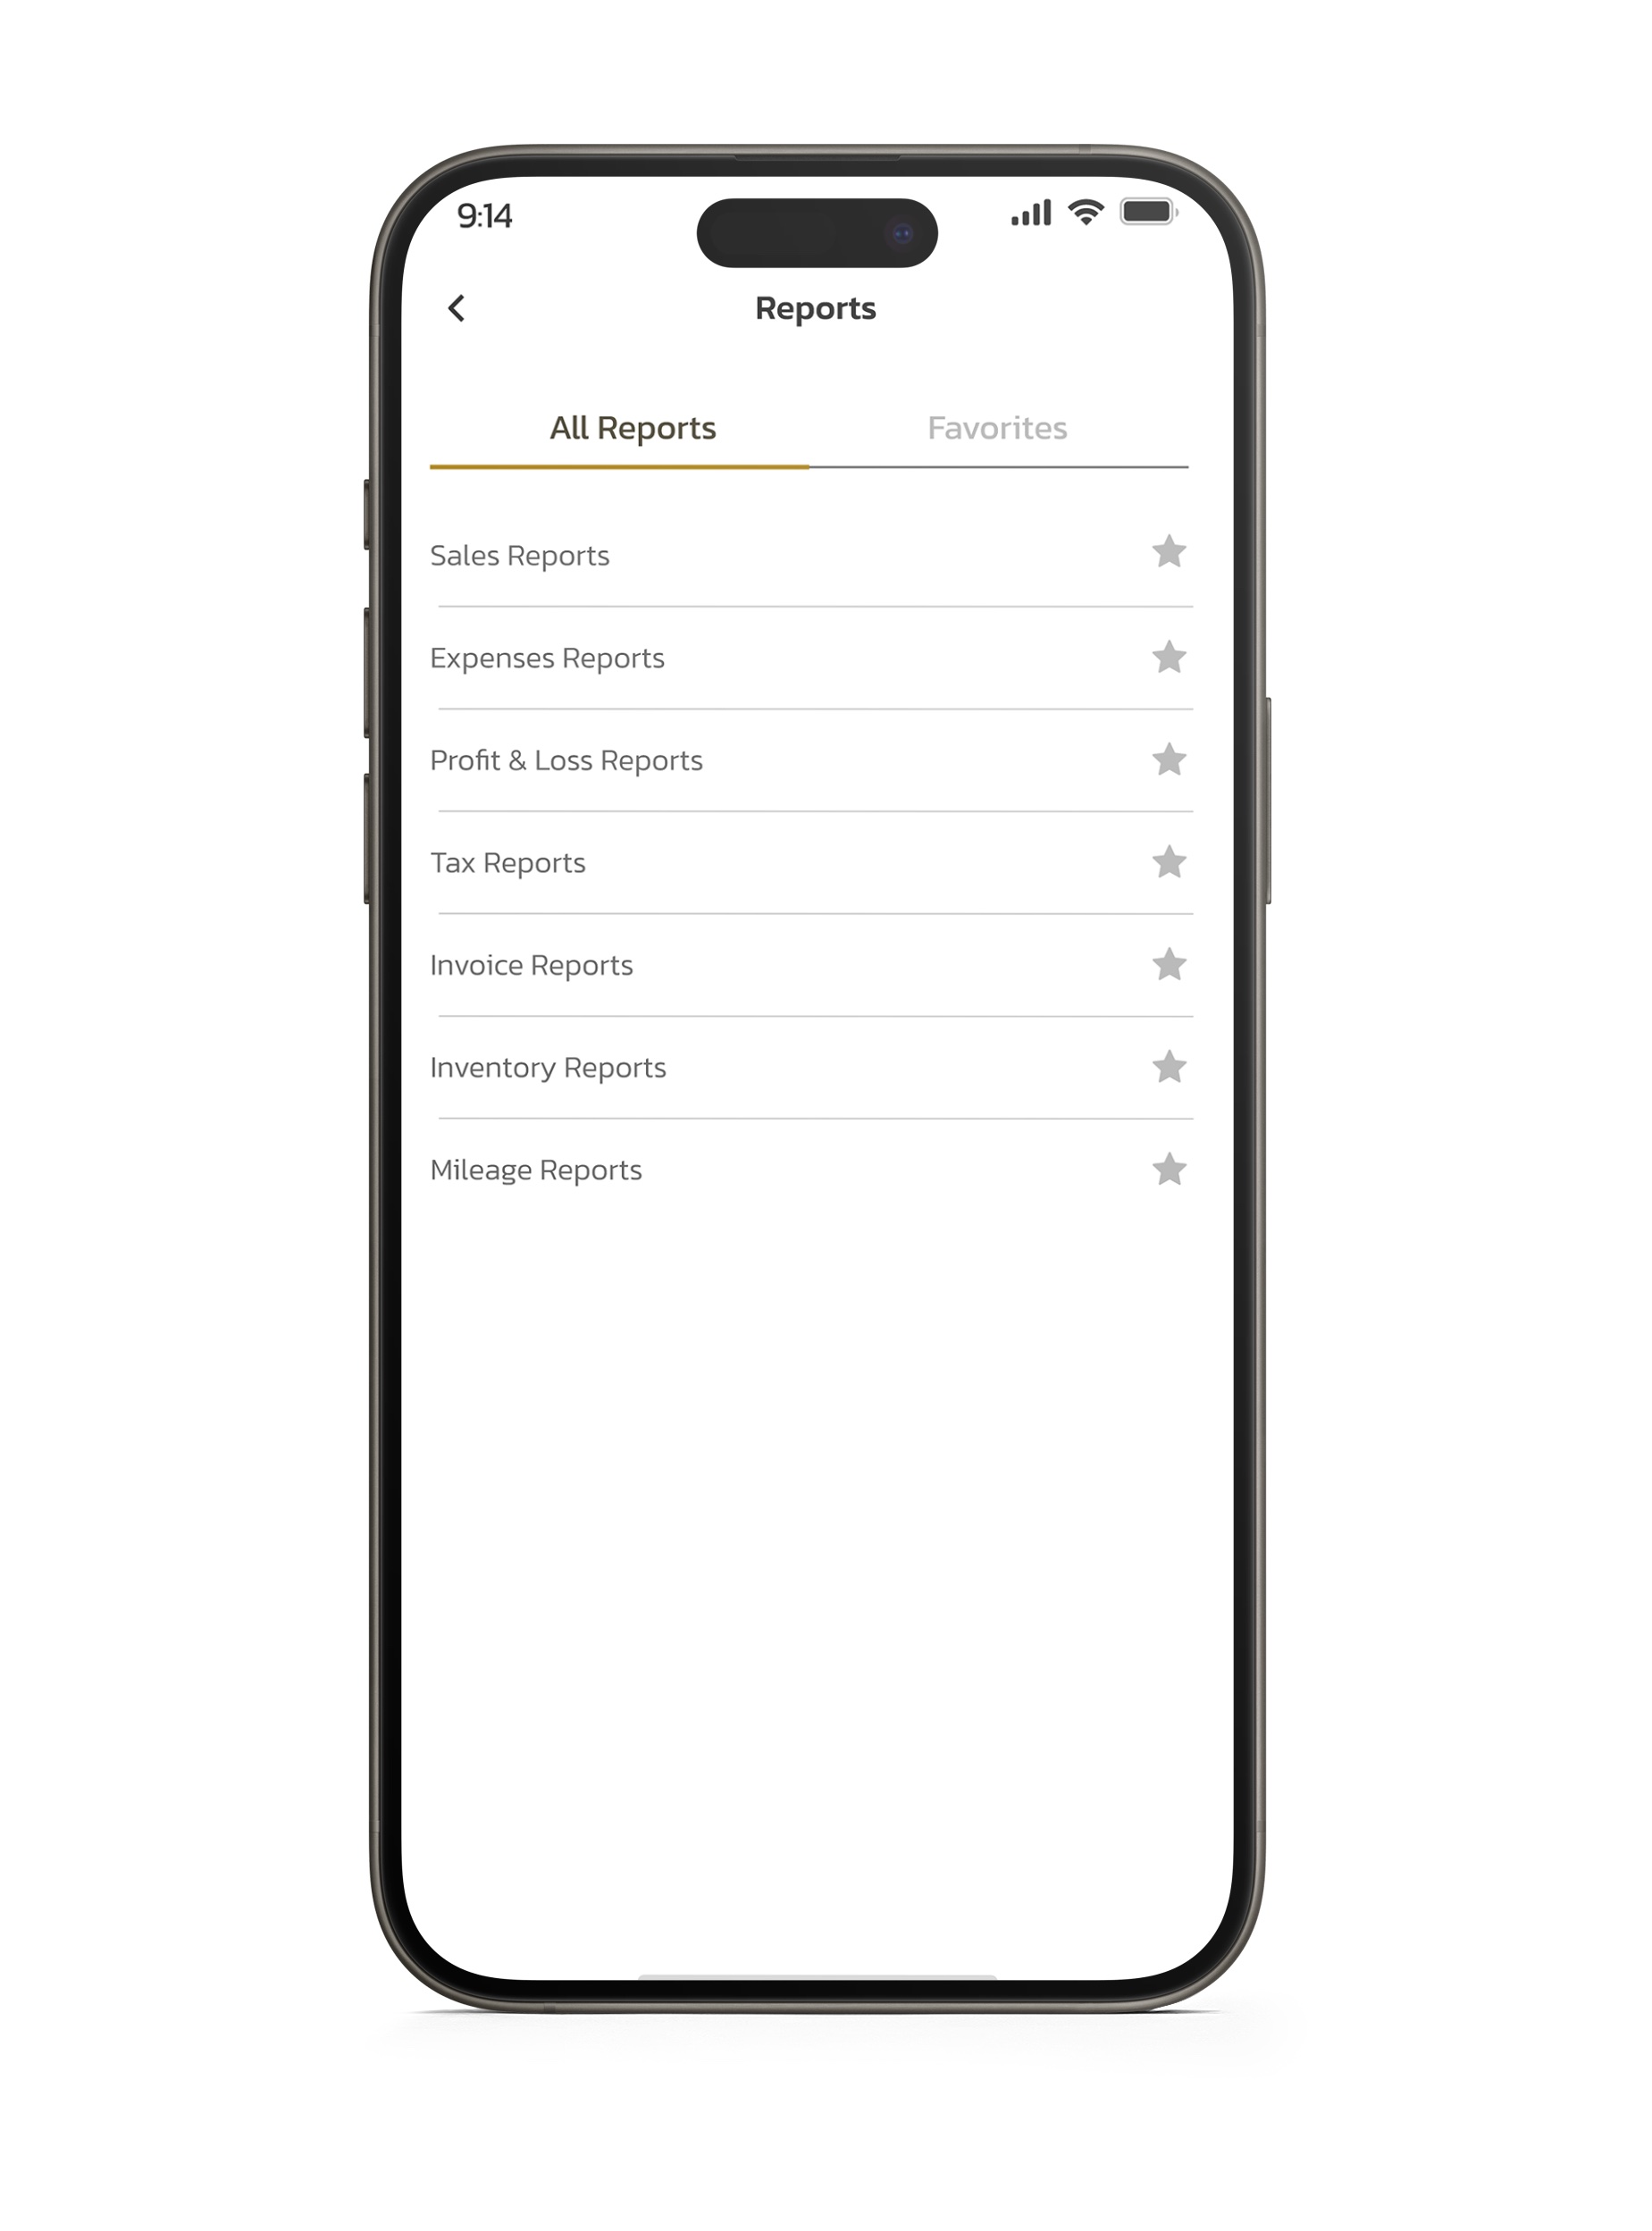 9:14
Reports
All Reports
Favorites
Sales Reports
Expenses Reports
Profit & Loss Reports
Tax Reports
Invoice Reports
Inventory Reports
Mileage Reports